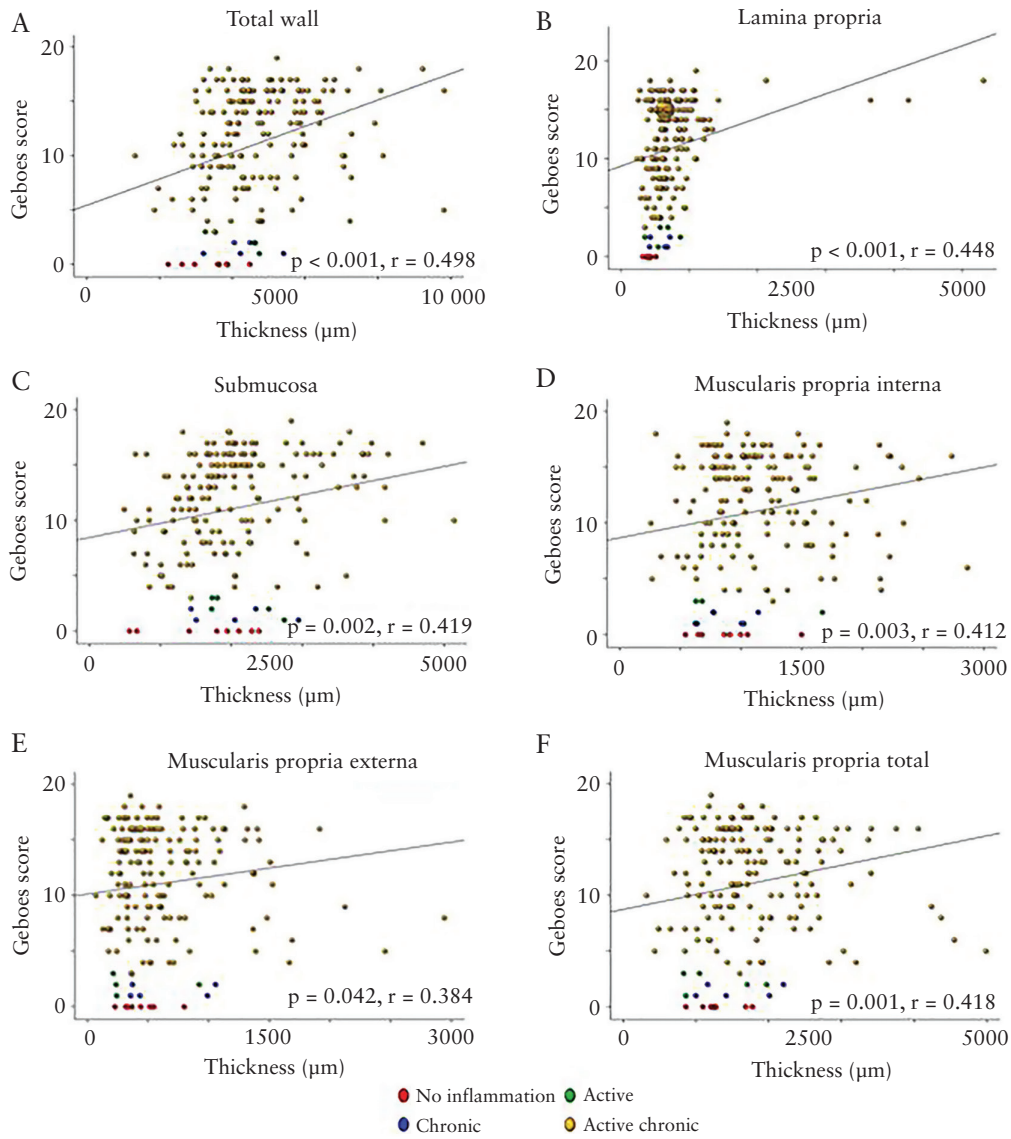 A
Total wall
20
10
0
Geboes score
p < 0.001, r = 0.498
0
5000
10 000
Thickness (µm)
B
Lamina propria
20
10
0
Geboes score
p < 0.001, r = 0.448
0
2500
5000
Thickness (µm)
C
Submucosa
20
10
0
Geboes score
p = 0.002, r = 0.419
0
2500
5000
Thickness (µm)
D
Muscularis propria interna
20
10
0
Geboes score
p = 0.003, r = 0.412
0
1500
3000
Thickness (µm)
E
Muscularis propria externa
20
10
0
Geboes score
p = 0.042, r = 0.384
0
1500
3000
Thickness (µm)
F
Muscularis propria total
20
10
0
Geboes score
p = 0.001, r = 0.418
0
2500
5000
Thickness (µm)
No inflammation
Active
Chronic
Active chronic